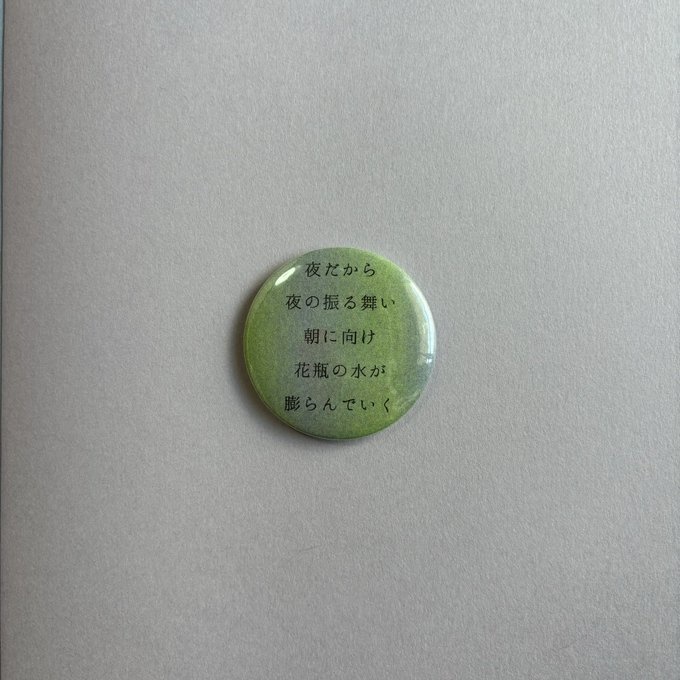 夜だから
夜の振る舞い
朝に向け
花瓶の水が
膨らんでいく